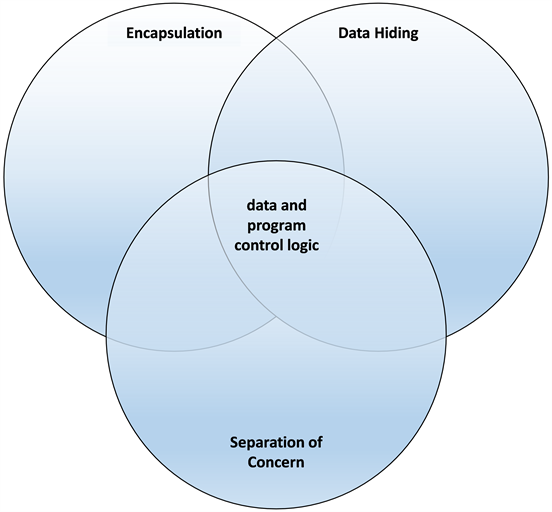 Encapsulation
Data Hiding
data and
program
control logic
Separation of
Concern